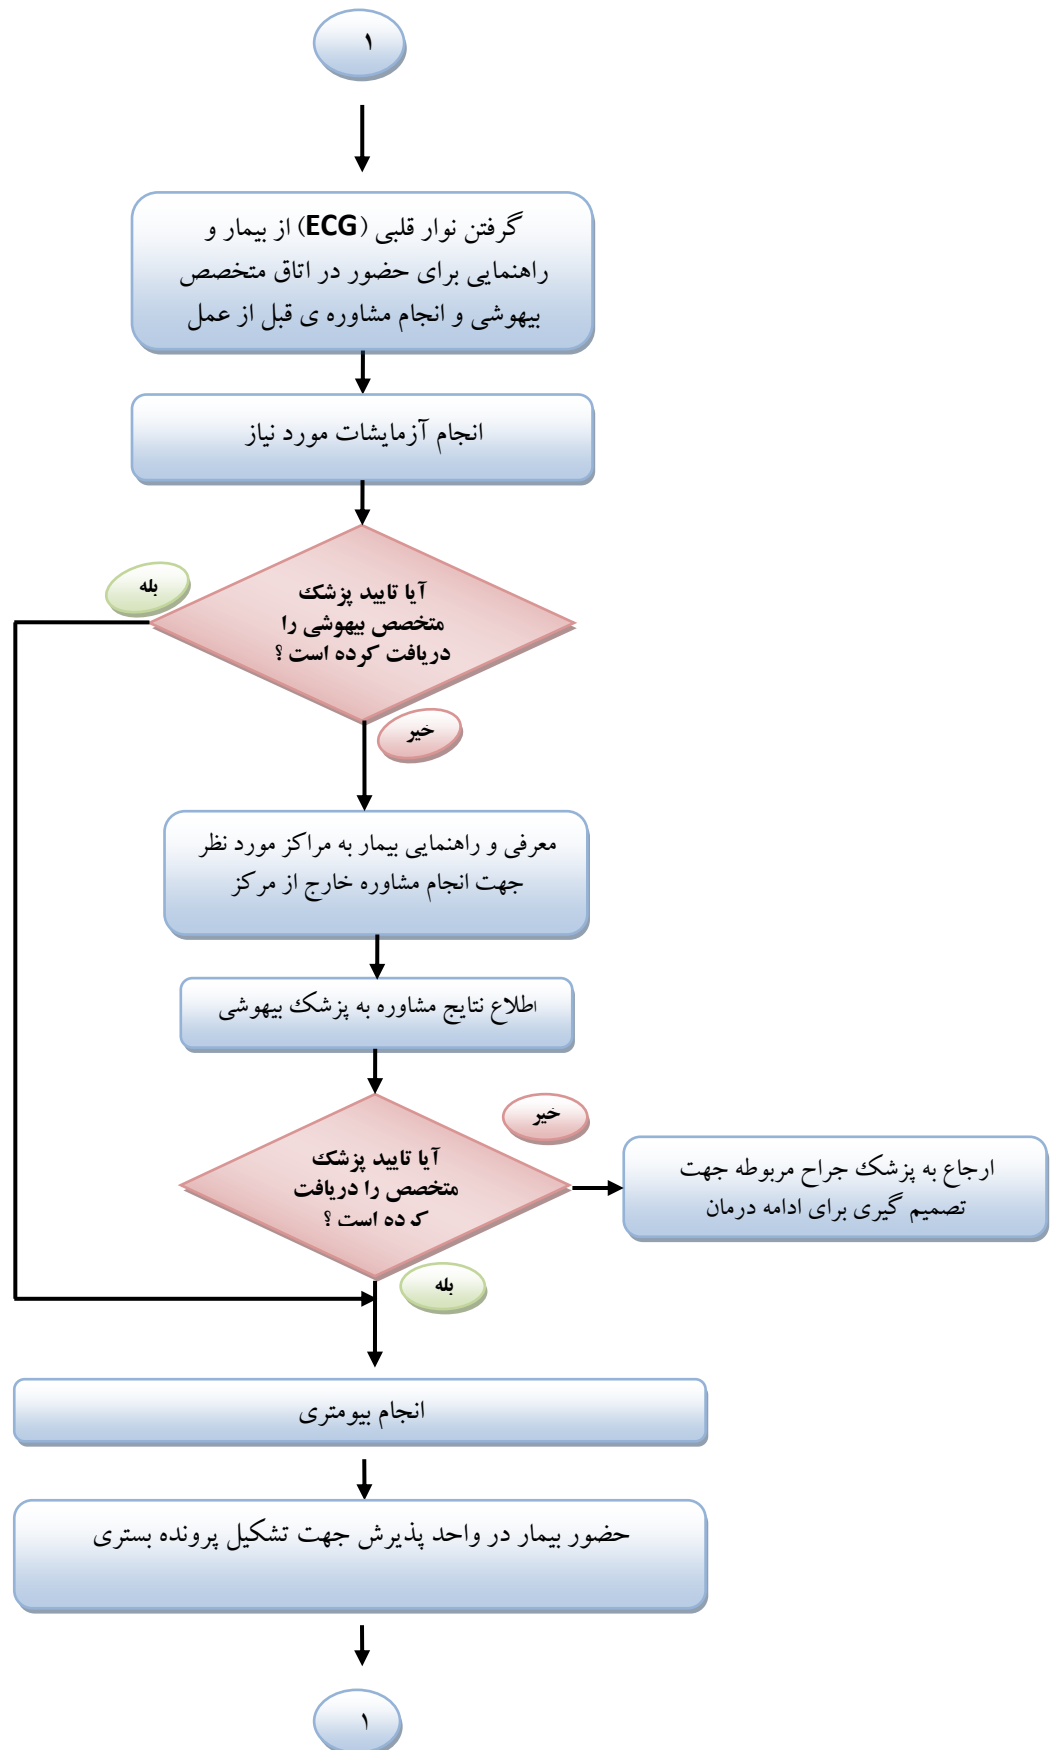 ۱
گرفتن نوار قلبی (ECG) از بیمار و
راهنمایی برای حضور در اتاق متخصص
بیهوشی و انجام مشاوره ی قبل از عمل
انجام آزمایشات مورد نیاز
بله
آیا تایید پزشک
متخصص بیهوشی را
دریافت کرده است ؟
خیر
معرفی و راهنمایی بیمار به مراکز مورد نظر
جهت انجام مشاوره خارج از مرکز
اطلاع نتایج مشاوره به پزشک بیهوشی
خیر
آیا تایید پزشک
متخصص را دریافت
کرده است ؟
ارجاع به پزشک جراح مربوطه جهت
تصمیم گیری برای ادامه درمان
بله
انجام بیومتری
حضور بیمار در واحد پذیرش جهت تشکیل پرونده بستری
۱